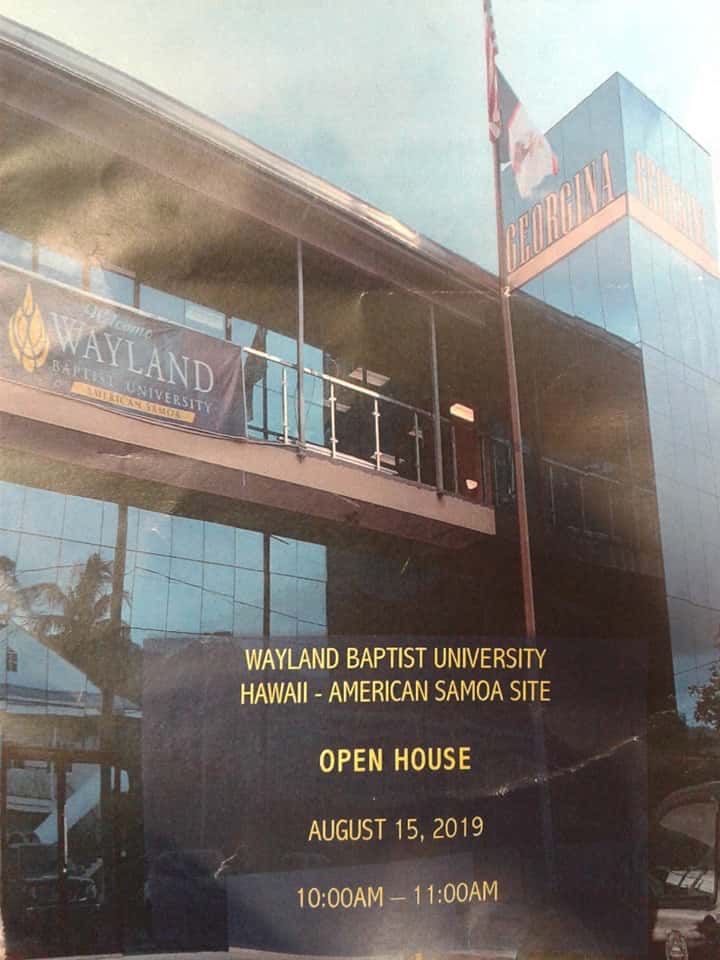 GEORGINA
GEORGINA
Welcome
WAYLAND
BAPTIST UNIVERSITY
AMERICAN SAMOA
WAYLAND BAPTIST UNIVERSITY
HAWAII - AMERICAN SAMOA SITE
OPEN HOUSE
AUGUST 15, 2019
10:00AM – 11:00AM